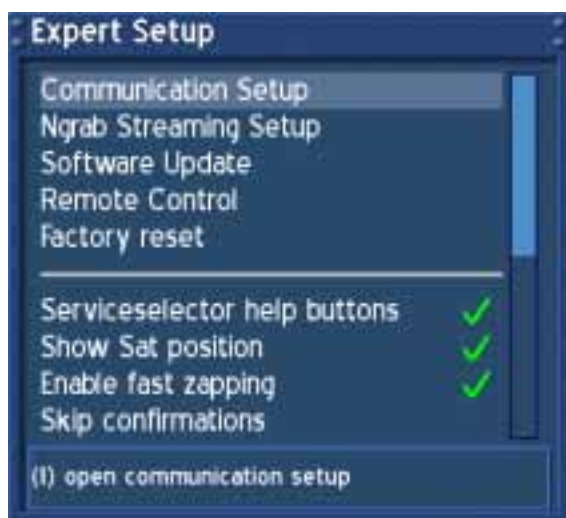 Expert Setup
Communication Setup
Ngrab Streaming Setup
Software Update
Remote Control
Factory reset
Serviceselector help buttons
Show Sat position
Enable fast zapping
Skip confirmations
(1) open communication setup